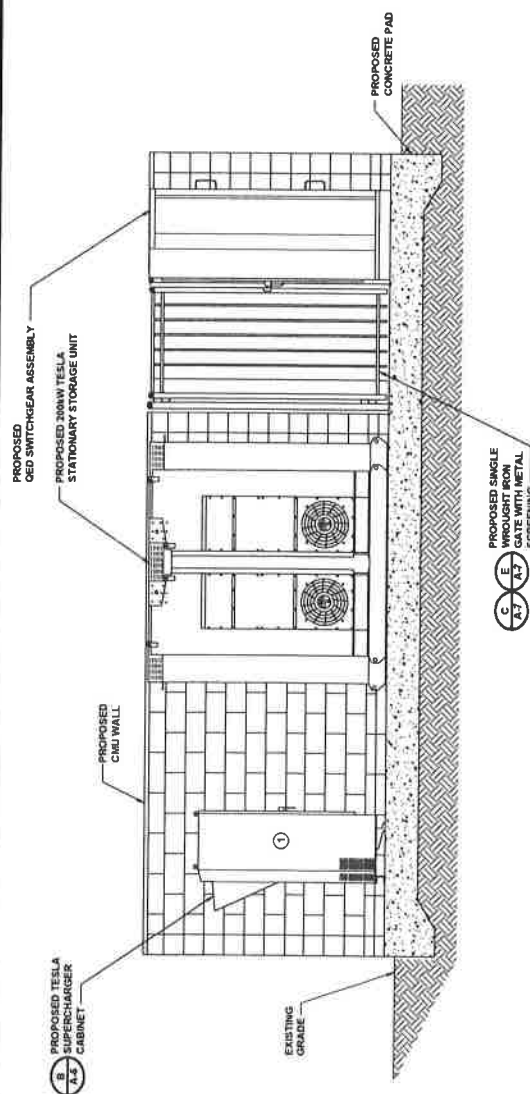 PROPOSED
QED SWITCHGEAR ASSEMBLY
PROPOSED 200kW TESLA
STATIONARY STORAGE UNIT
PROPOSED
CONCRETE PAD
PROPOSED
CMU WALL
B
A-6
PROPOSED TESLA
SUPERCHARGER
CABINET
1
EXISTING
GRADE
C
A-7
E
A-7
PROPOSED SINGLE
WROUGHT IRON
GATE WITH METAL